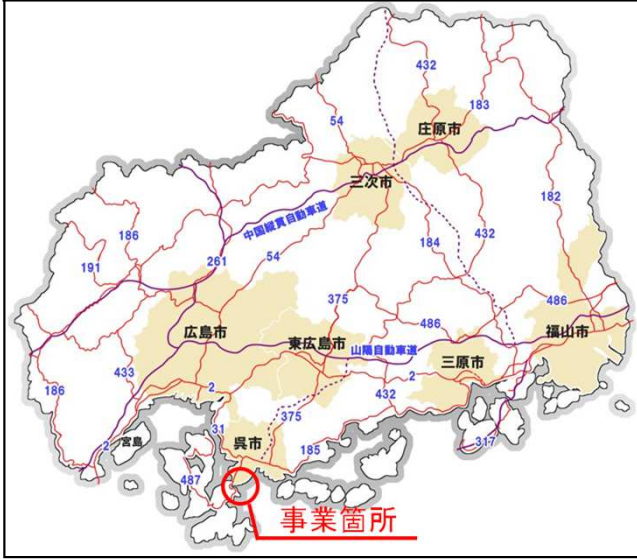 432
183
54
庄原市
三次市
182
中国縦貫自動車道
186
432
184
261
54
191
375
486
486
広島市
東広島市
山陽自動車道
福山市
三原市
433
2
2
186
432
375
31
呉市
宮島
2
185
317
487
事業箇所